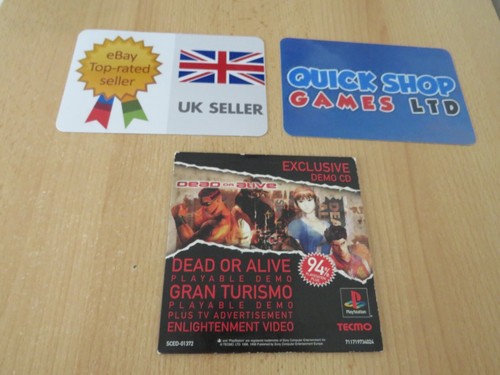 eBay
Top-rated
seller
UK SELLER
QUICK SHOP
GAMES LTD
EXCLUSIVE
DEMO CD
DEAD OR ALIVE
DEAD OR ALIVE
PLAYABLE DEMO
GRAN TURISMO
PLAYABLE DEMO
PLUS TV ADVERTISEMENT
ENLIGHTENMENT VIDEO
94%
PlayStation
TECMO
SCED-01372